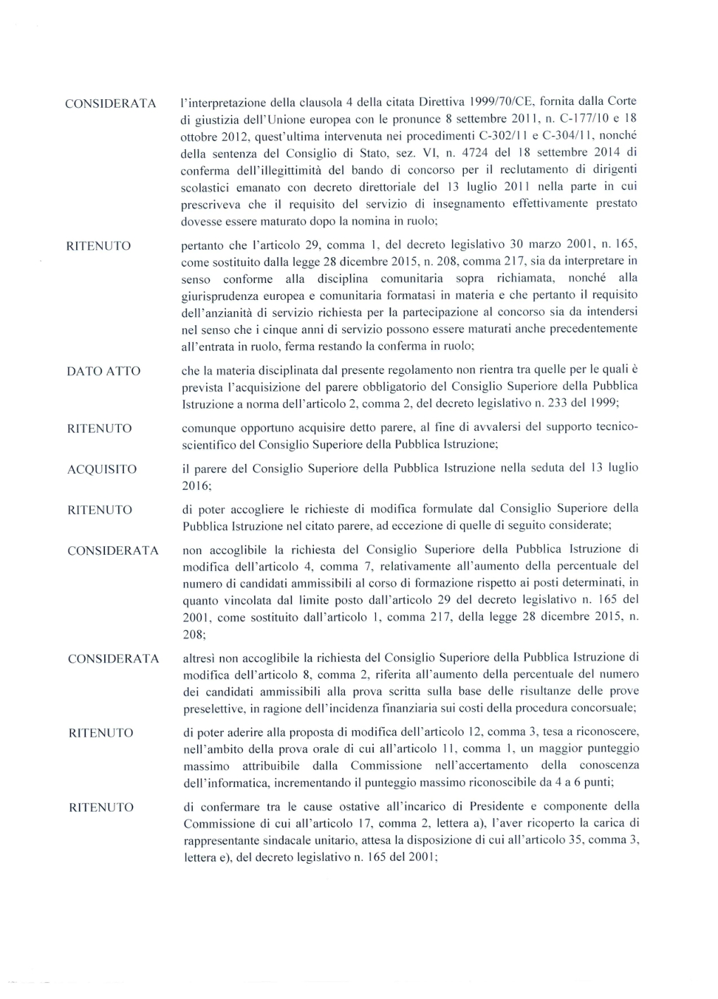 CONSIDERATA l'interpretazione della clausola 4 della citata Direttiva 1999/70/CE, fornita dalla Corte
di giustizia dell'Unione europea con le pronunce 8 settembre 2011, n. C-177/10 e 18
ottobre 2012, quest'ultima intervenuta nei procedimenti C-302/11 e C-304/11, nonché
della sentenza del Consiglio di Stato, sez. VI, n. 4724 del 18 settembre 2014 di
conferma dell'illegittimità del bando di concorso per il reclutamento di dirigenti
scolastici emanato con decreto direttoriale del 13 luglio 2011 nella parte in cui
prescriveva che il requisito del servizio di insegnamento effettivamente prestato
dovesse essere maturato dopo la nomina in ruolo;
RITENUTO pertanto che l'articolo 29, comma 1, del decreto legislativo 30 marzo 2001, n. 165,
come sostituito dalla legge 28 dicembre 2015, n. 208, comma 217, sia da interpretare in
senso conforme alla disciplina comunitaria sopra richiamata, nonché alla
giurisprudenza europea e comunitaria formatasi in materia e che pertanto il requisito
dell'anzianità di servizio richiesta per la partecipazione al concorso sia da intendersi
nel senso che i cinque anni di servizio possono essere maturati anche precedentemente
all'entrata in ruolo, ferma restando la conferma in ruolo;
DATO ATTO che la materia disciplinata dal presente regolamento non rientra tra quelle per le quali è
prevista l'acquisizione del parere obbligatorio del Consiglio Superiore della Pubblica
Istruzione a norma dell'articolo 2, comma 2, del decreto legislativo n. 233 del 1999;
RITENUTO comunque opportuno acquisire detto parere, al fine di avvalersi del supporto tecnico-
scientifico del Consiglio Superiore della Pubblica Istruzione;
ACQUISITO il parere del Consiglio Superiore della Pubblica Istruzione nella seduta del 13 luglio
2016;
RITENUTO di poter accogliere le richieste di modifica formulate dal Consiglio Superiore della
Pubblica Istruzione nel citato parere, ad eccezione di quelle di seguito considerate;
CONSIDERATA non accoglibile la richiesta del Consiglio Superiore della Pubblica Istruzione di
modifica dell'articolo 4, comma 7, relativamente all'aumento della percentuale del
numero di candidati ammissibili al corso di formazione rispetto ai posti determinati, in
quanto vincolata dal limite posto dall'articolo 29 del decreto legislativo n. 165 del
2001, come sostituito dall'articolo 1, comma 217, della legge 28 dicembre 2015, n.
208;
CONSIDERATA altresì non accoglibile la richiesta del Consiglio Superiore della Pubblica Istruzione di
modifica dell'articolo 8, comma 2, riferita all'aumento della percentuale del numero
dei candidati ammissibili alla prova scritta sulla base delle risultanze delle prove
preselettive, in ragione dell'incidenza finanziaria sui costi della procedura concorsuale;
RITENUTO di poter aderire alla proposta di modifica dell'articolo 12, comma 3, tesa a riconoscere,
nell'ambito della prova orale di cui all'articolo 11, comma 1, un maggior punteggio
massimo attribuibile dalla Commissione nell'accertamento della conoscenza
dell'informatica, incrementando il punteggio massimo riconoscibile da 4 a 6 punti;
RITENUTO di confermare tra le cause ostative all'incarico di Presidente e componente della
Commissione di cui all'articolo 17, comma 2, lettera a), l'aver ricoperto la carica di
rappresentante sindacale unitario, attesa la disposizione di cui all'articolo 35, comma 3,
lettera e), del decreto legislativo n. 165 del 2001;